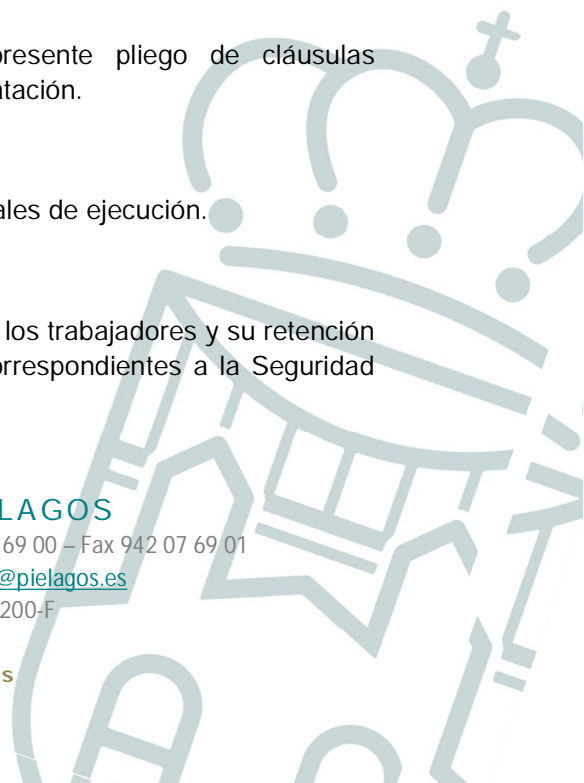 presente pliego de cláusulas
tación.
ales de ejecución.
los trabajadores y su retención
orrespondientes a la Seguridad
LAGOS
69 00 – Fax 942 07 69 01
@pielagos.es
200-F
s